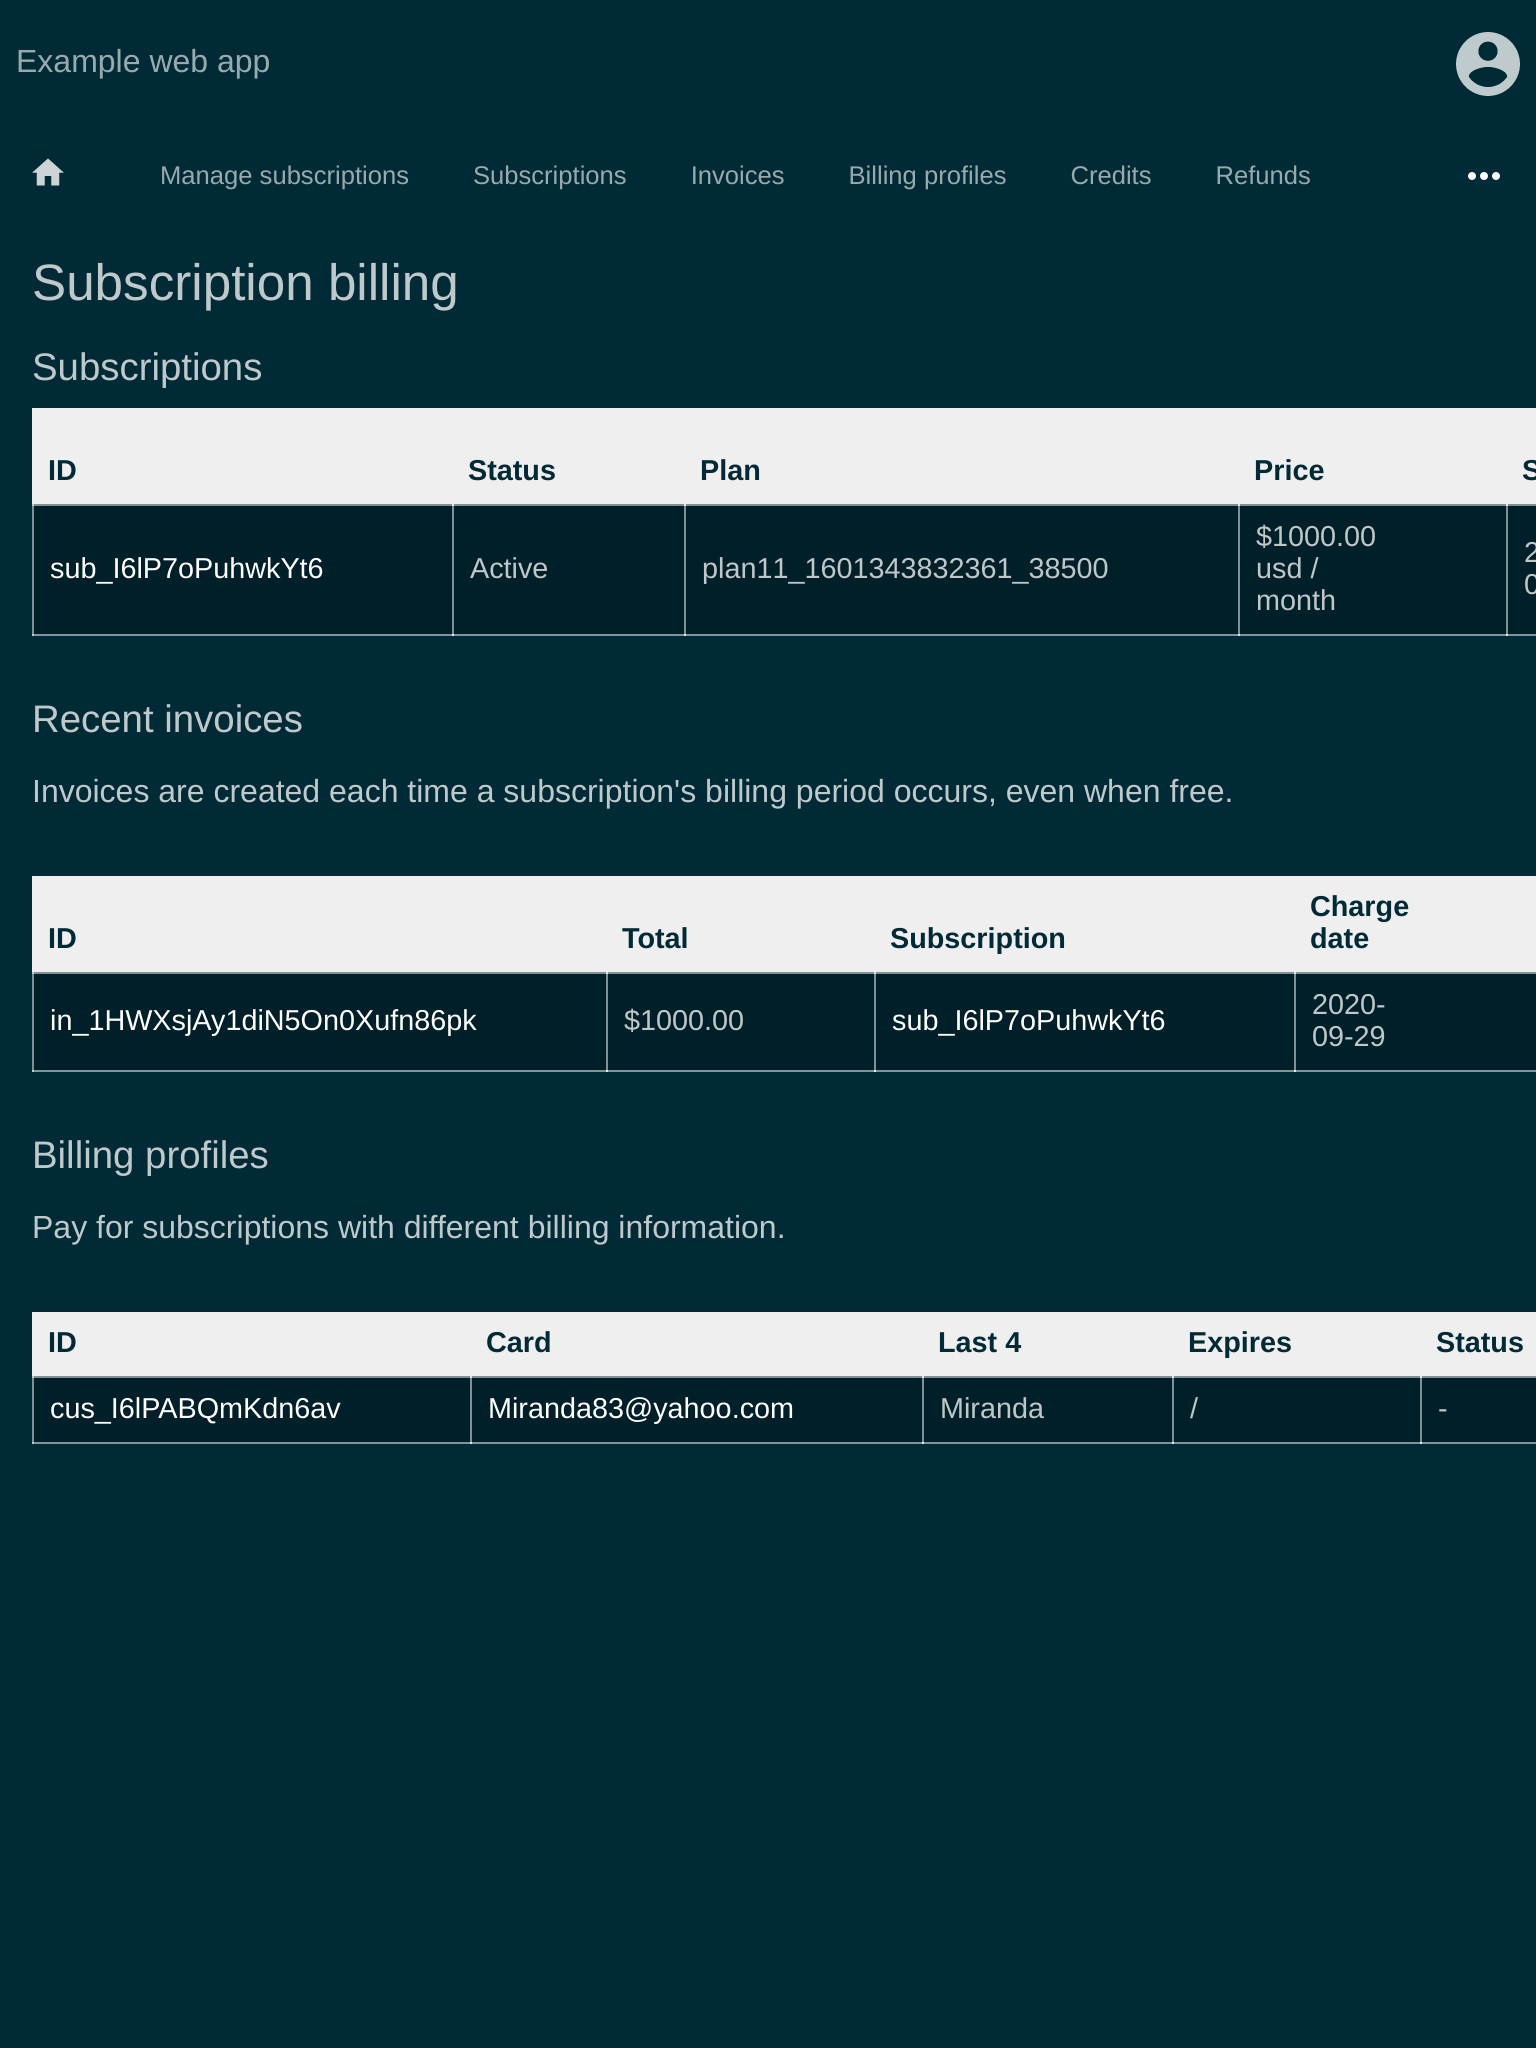 Example web app
Manage subscriptions Subscriptions Invoices Billing profiles Credits Refunds
Subscription billing
Subscriptions
ID Status Plan Price
sub_I6lP7oPuhwkYt6 Active plan11_1601343832361_38500 $1000.00
usd /
month
Recent invoices
Invoices are created each time a subscription's billing period occurs, even when free.
ID Total Subscription Charge
date
in_1HWXsjAy1diN5On0Xufn86pk $1000.00 sub_I6lP7oPuhwkYt6 2020-
09-29
Billing profiles
Pay for subscriptions with different billing information.
ID Card Last 4 Expires Status
cus_I6lPABQmKdn6av Miranda83@yahoo.com Miranda / -